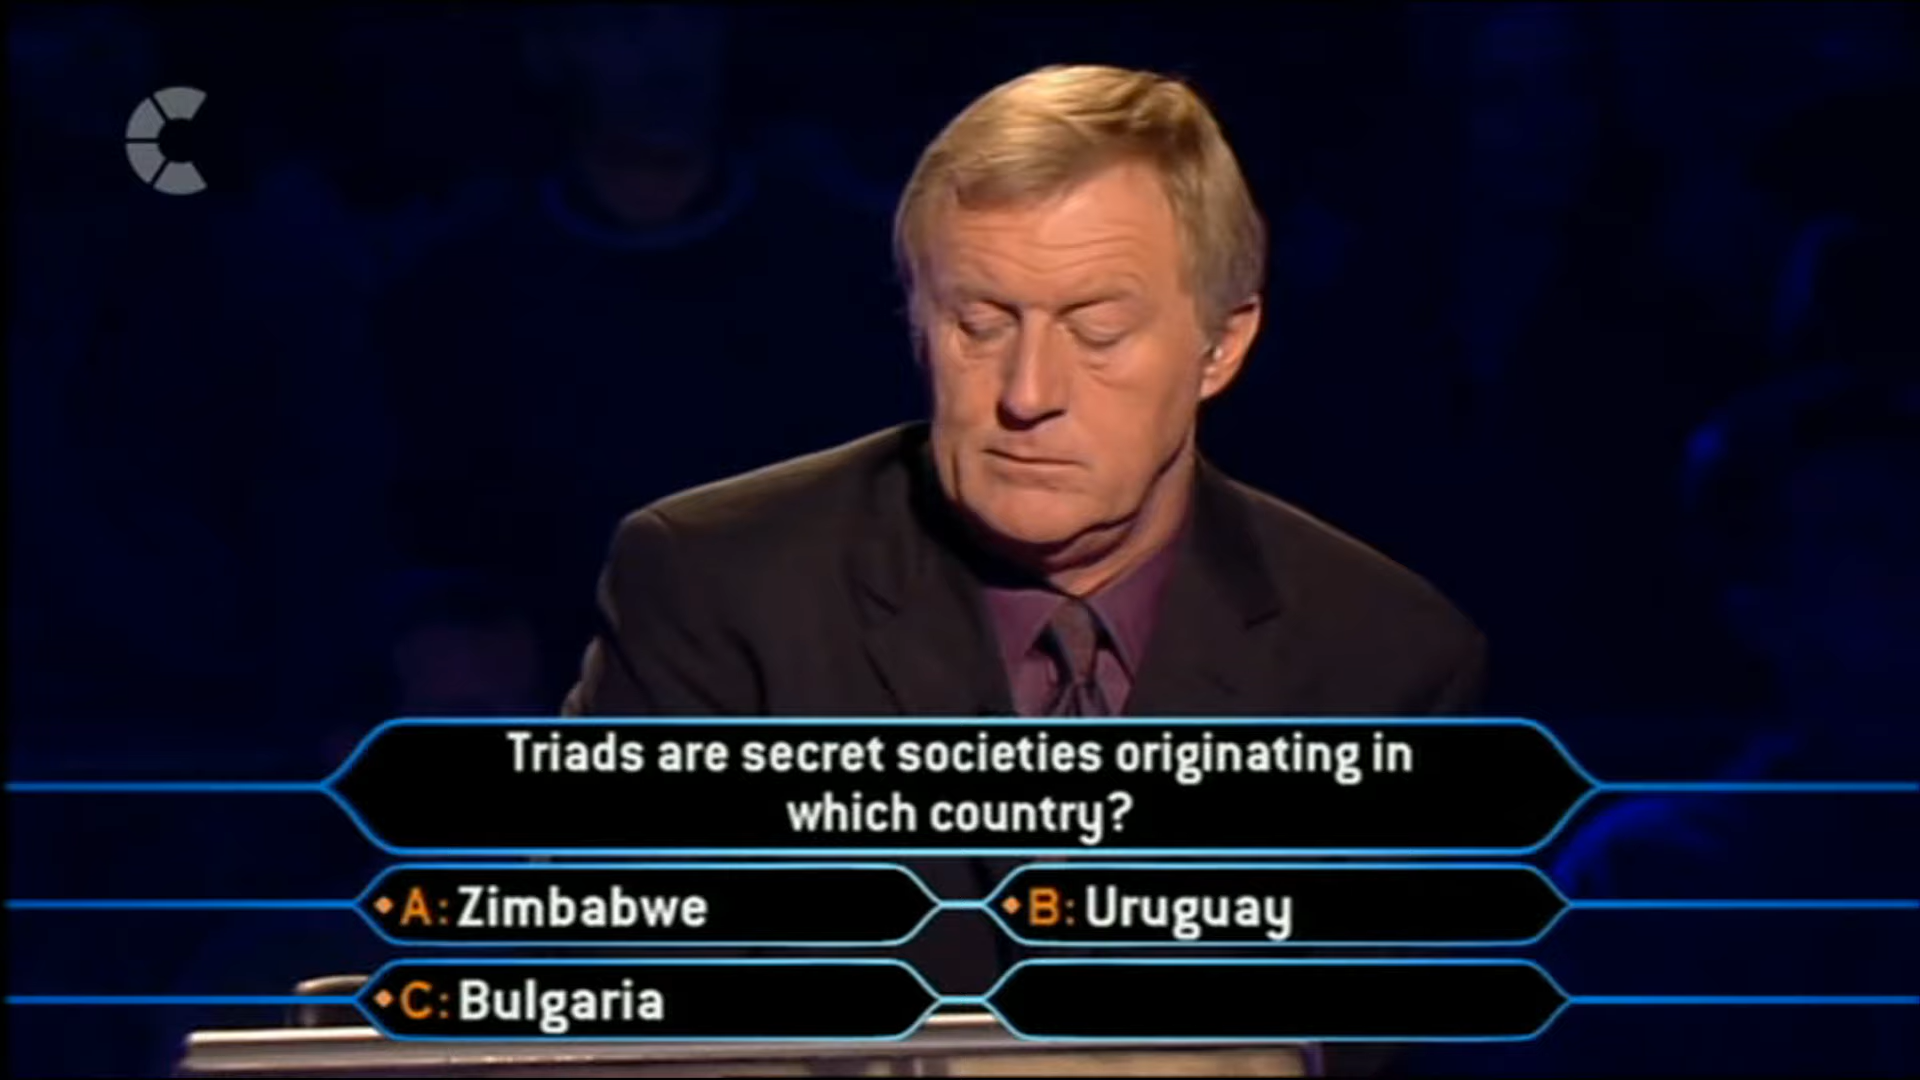 Triads are secret societies originating in
which country?
A: Zimbabwe
B: Uruguay
C: Bulgaria